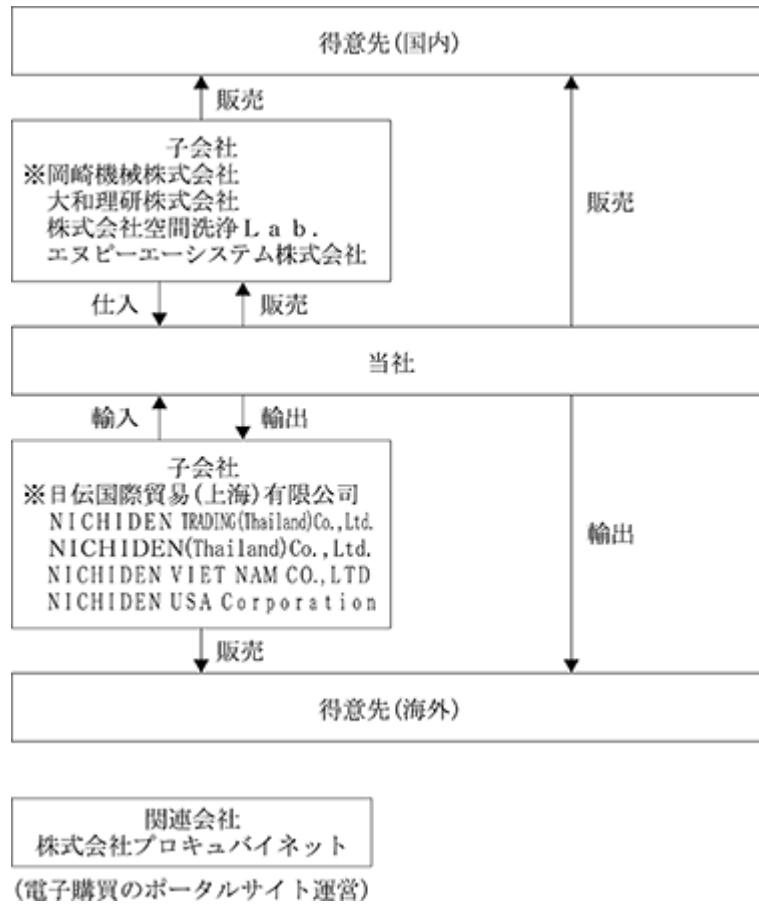 得意先(国内)
販売
子会社
※岡崎機械株式会社
大和理研株式会社
株式会社空間洗浄Lab.
エヌピーエーシステム株式会社
販売
仕入
販売
当社
輸入
輸出
子会社
※日伝国際貿易(上海)有限公司
NICHIDEN TRADING(Thailand)Co.,Ltd.
NICHIDEN(Thailand)Co.,Ltd.
NICHIDEN VIET NAM CO.,LTD
NICHIDEN USA Corporation
輸出
販売
得意先(海外)
関連会社
株式会社プロキュバイネット
(電子購買のポータルサイト運営)